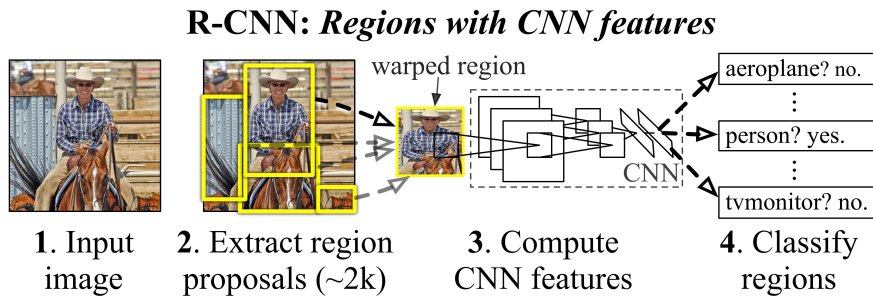 R-CNN: Regions with CNN features
warped region
aeroplane? no.
⋮
person? yes.
⋮
tvmonitor? no.
CNN
1. Input
image
2. Extract region
proposals (~2k)
3. Compute
CNN features
4. Classify
regions